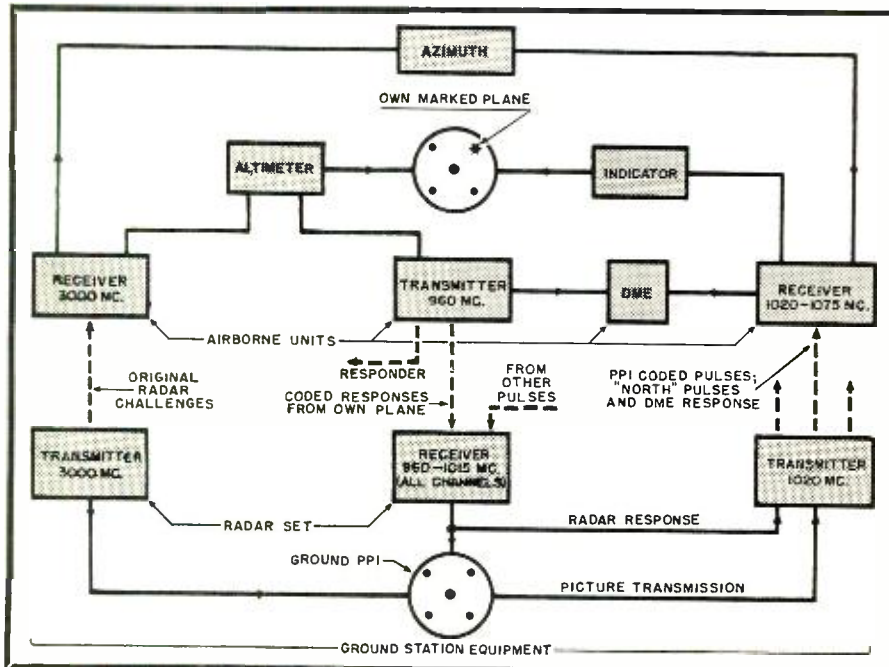 AZIMUTH
OWN MARKED PLANE
ALTIMETER
INDICATOR
RECEIVER
3000 MC.
TRANSMITTER
960 MC.
DME
RECEIVER
1020-1075 MC.
AIRBORNE UNITS
ORIGINAL
RADAR
CHALLENGES
RESPONDER
CODED RESPONSES
FROM OWN PLANE
FROM
OTHER
PULSES
PPI CODED PULSES;
"NORTH" PULSES
AND DME RESPONSE
TRANSMITTER
3000 MC.
RECEIVER
960-1015 MC.
(ALL CHANNELS)
TRANSMITTER
1020 MC.
RADAR SET
RADAR RESPONSE
GROUND PPI
PICTURE TRANSMISSION
GROUND STATION EQUIPMENT